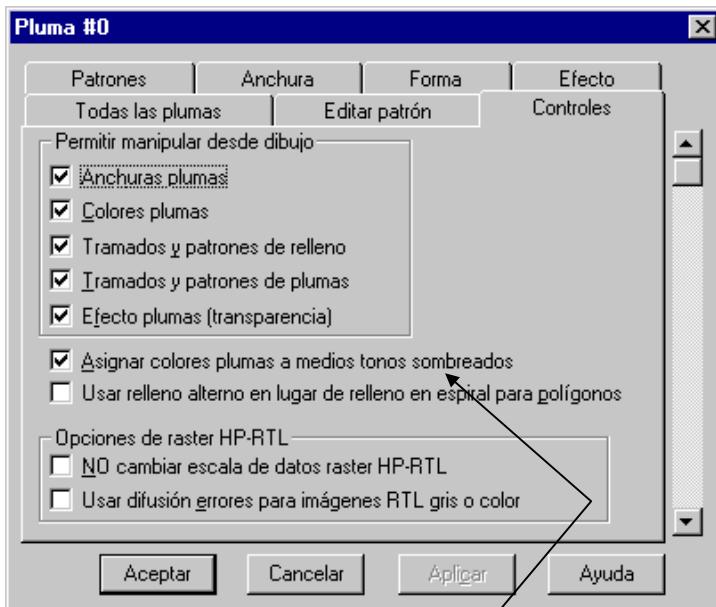 Pluma #0
Patrones Anchura Forma Efecto
Todas las plumas Editar patrón Controles
Permitir manipular desde dibujo
Anchuras plumas
Colores plumas
Tramados y patrones de relleno
Tramados y patrones de plumas
Efecto plumas (transparencia)
Asignar colores plumas a medios tonos sombreados
Usar relleno alterno en lugar de relleno en espiral para polígonos
Opciones de raster HP-RTL
NO cambiar escala de datos raster HP-RTL
Usar difusión errores para imágenes RTL gris o color
Aceptar Cancelar Aplicar Ayuda